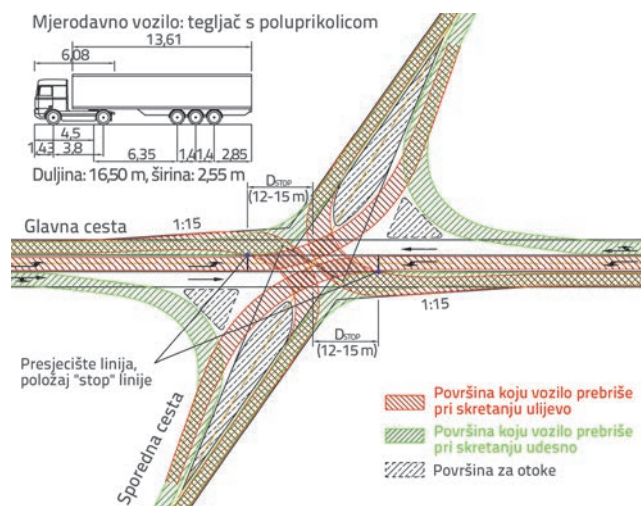 Mjerodavno vozilo: tegljač s poluprikolicom
13,61
6,08
4,5
1,43
3,8
6,35
1,4
1,4
2,85
Duljina: 16,50 m, širina: 2,55 m
DSTOP
(12-15 m)
Glavna cesta
1:15
1:15
DSTOP
(12-15 m)
Presjecište linija,
položaj "stop" linije
Sporedna cesta
Površina koju vozilo prebriše
pri skretanju ulijevo
Površina koju vozilo prebriše
pri skretanju udesno
Površina za otoke